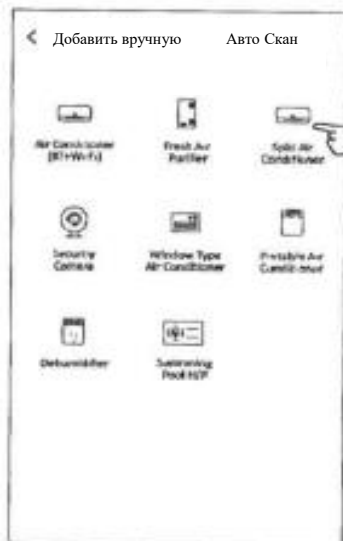 Добавить вручную Авто Скан
Air Conditioner
(BT+Wi-Fi)
Fresh Air
Purifier
Split Air
Conditioner
Security
Camera
Window Type
Air Conditioner
Portable Air
Conditioner
Dehumidifier
Swimming
Pool H/P